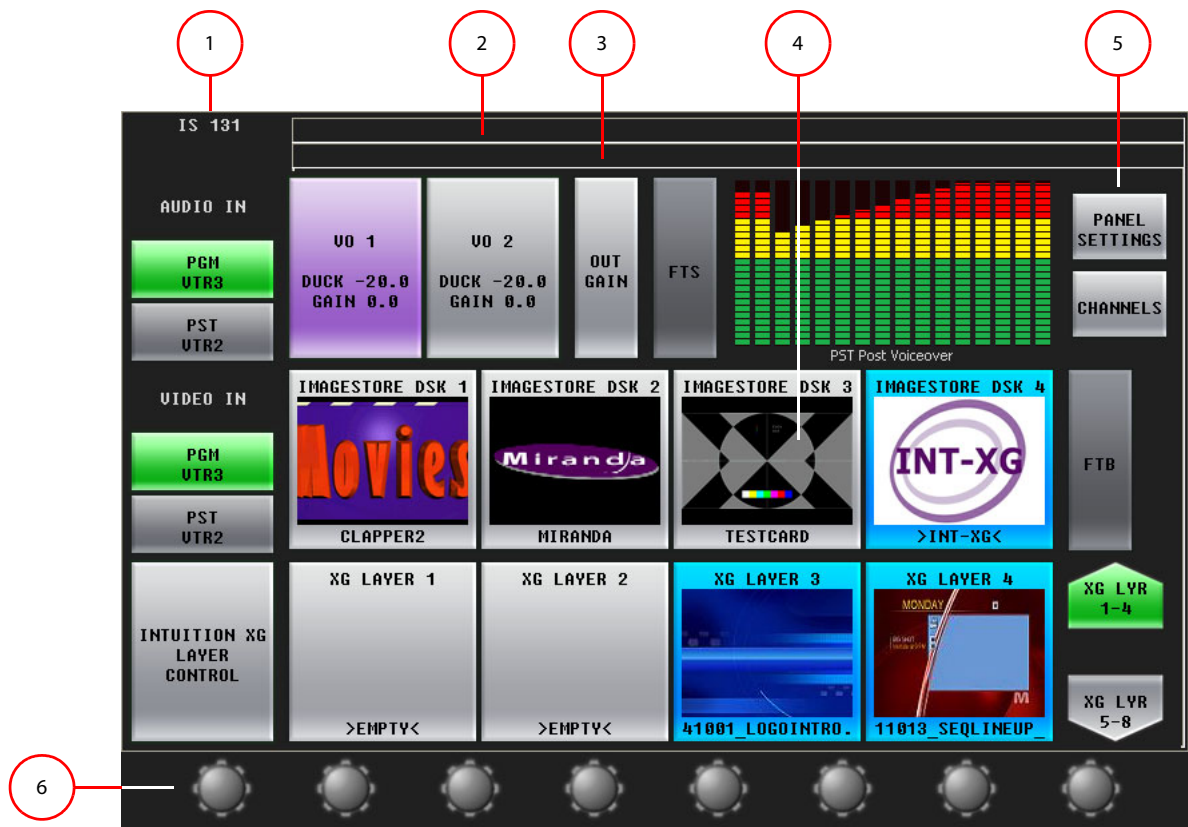 1
2
3
4
5
IS 131
AUDIO IN
PGM
VTR3
PST
VTR2
VO 1
DUCK -20.0
GAIN 0.0
VO 2
DUCK -20.0
GAIN 0.0
OUT
GAIN
FTS
PST Post Voiceover
PANEL
SETTINGS
CHANNELS
VIDEO IN
PGM
VTR3
PST
VTR2
IMAGESTORE DSK 1
Movies
CLAPPER2
IMAGESTORE DSK 2
Miranda
MIRANDA
IMAGESTORE DSK 3
TESTCARD
IMAGESTORE DSK 4
INT-XG
>INT-XG<
FTB
INTUITION XG
LAYER
CONTROL
XG LAYER 1
>EMPTY<
XG LAYER 2
>EMPTY<
XG LAYER 3
41001_LOGOINTRO.
XG LAYER 4
MONDAY
M
11013_SEQLINEUP_
XG LYR
1-4
XG LYR
5-8
6